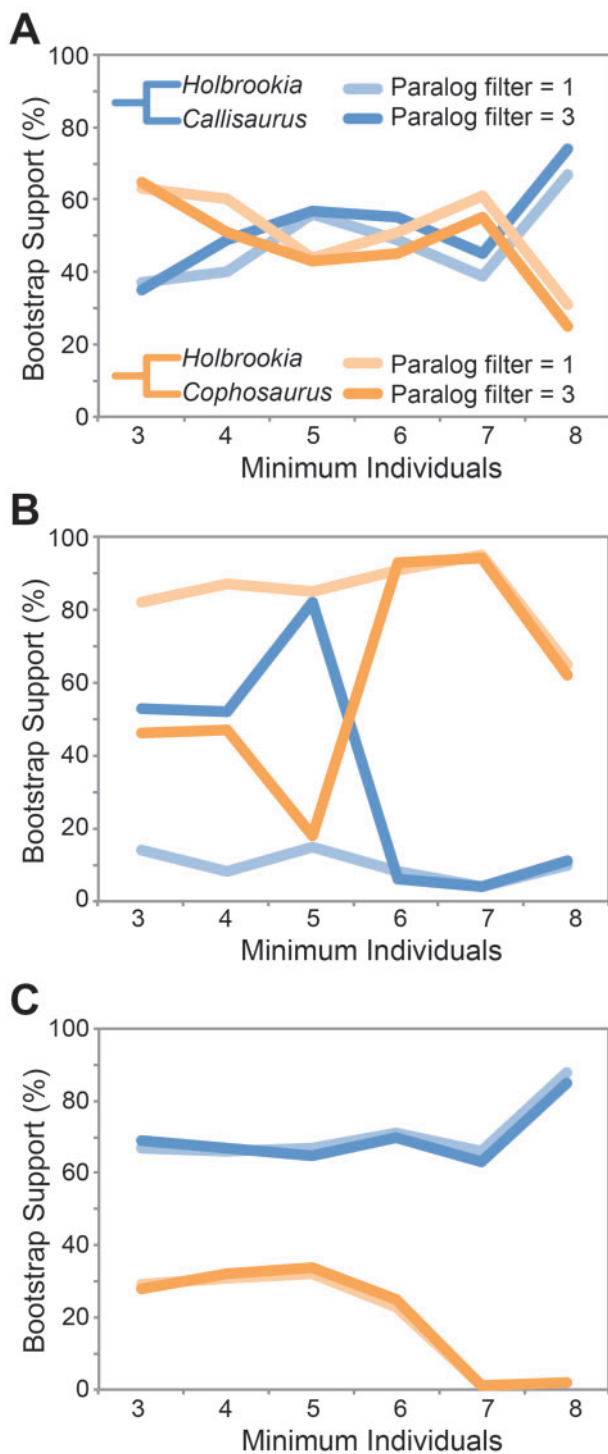 A
100
80
60
40
20
0
Bootstrap Support (%)
Holbrookia
Callisaurus
Paralog filter = 1
Paralog filter = 3
Holbrookia
Cophosaurus
Paralog filter = 1
Paralog filter = 3
3 4 5 6 7 8
Minimum Individuals
B
100
80
60
40
20
0
Bootstrap Support (%)
3 4 5 6 7 8
Minimum Individuals
C
100
80
60
40
20
0
Bootstrap Support (%)
3 4 5 6 7 8
Minimum Individuals